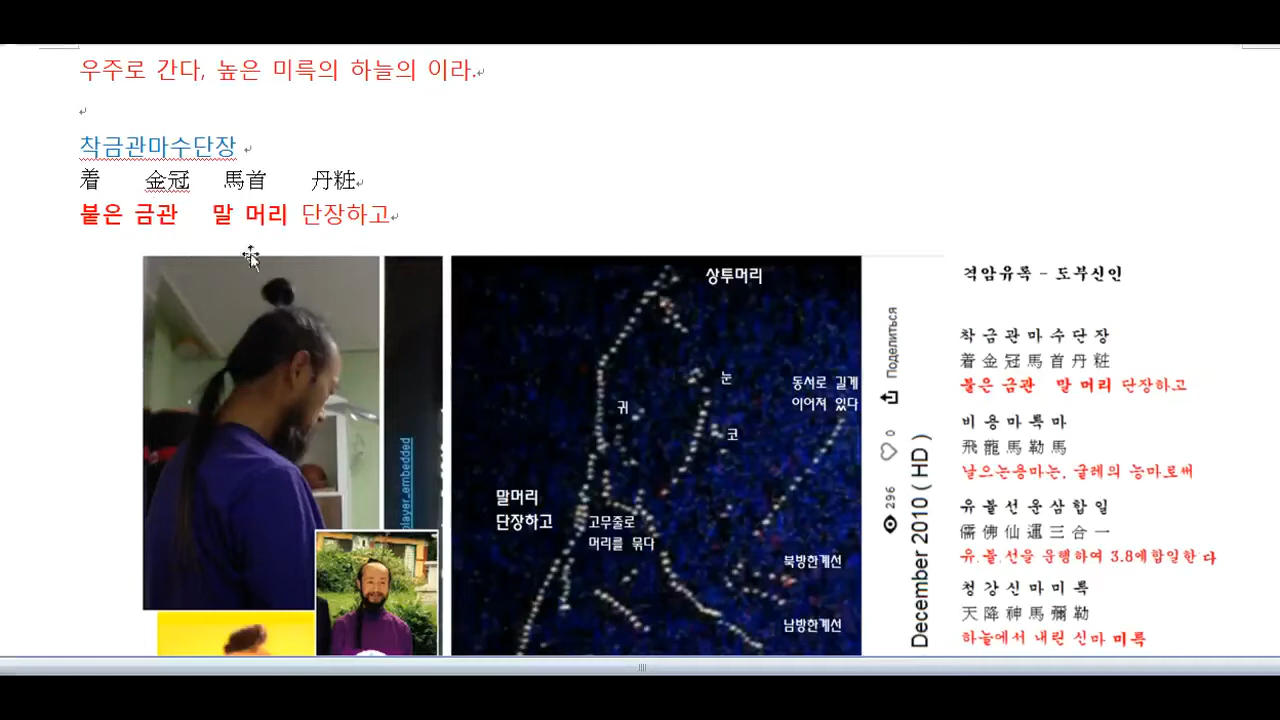 우주로 간다, 높은 미륵의 하늘의 이라.
착금관마수단장
着 金冠 馬首 丹粧
붙은 금관 말 머리 단장하고
player_embedded
상투머리
눈
귀
코
동서로 길게
이어져 있다
말머리
단장하고
고무줄로
머리를 묶다
북방한계선
남방한계선
Поделиться
0
296
December 2010 ( HD )
격암유록 - 도부신인
착금관마수단장
着金冠馬首丹粧
붙은 금관 말 머리 단장하고
비용마륵마
飛龍馬勒馬
날으는용마는, 굴레의 능마로써
유불선운삼합일
儒佛仙運三合一
유.불.선을 운행하여 3.8에합일한다
청강신마미륵
天降神馬彌勒
하늘에서 내린 신마 미륵